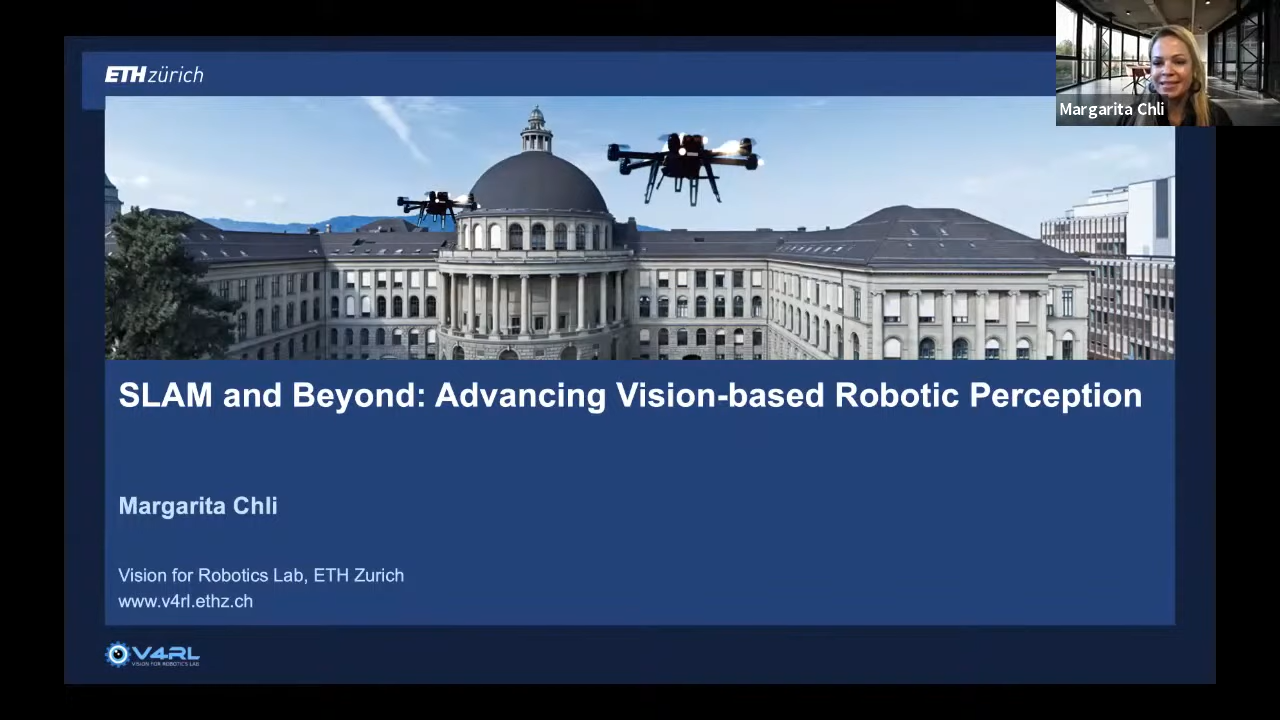 ETH zürich
Margarita Chli
SLAM and Beyond: Advancing Vision-based Robotic Perception
Margarita Chli
Vision for Robotics Lab, ETH Zurich
www.v4rl.ethz.ch
V4RL
VISION FOR ROBOTICS LAB